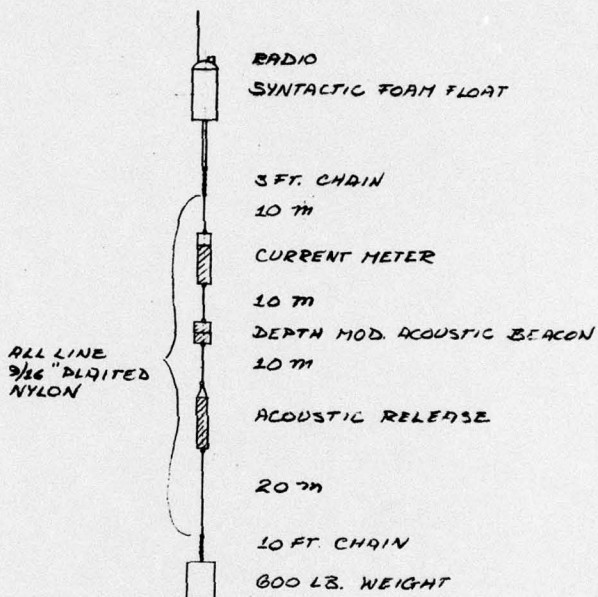 RADIO
SYNTACTIC FOAM FLOAT
3 FT. CHAIN
10 m
CURRENT METER
10 m
DEPTH MOD. ACOUSTIC BEACON
10 m
ALL LINE
9/16" PLAITED
NYLON
ACOUSTIC RELEASE
20 m
10 FT. CHAIN
600 LB. WEIGHT